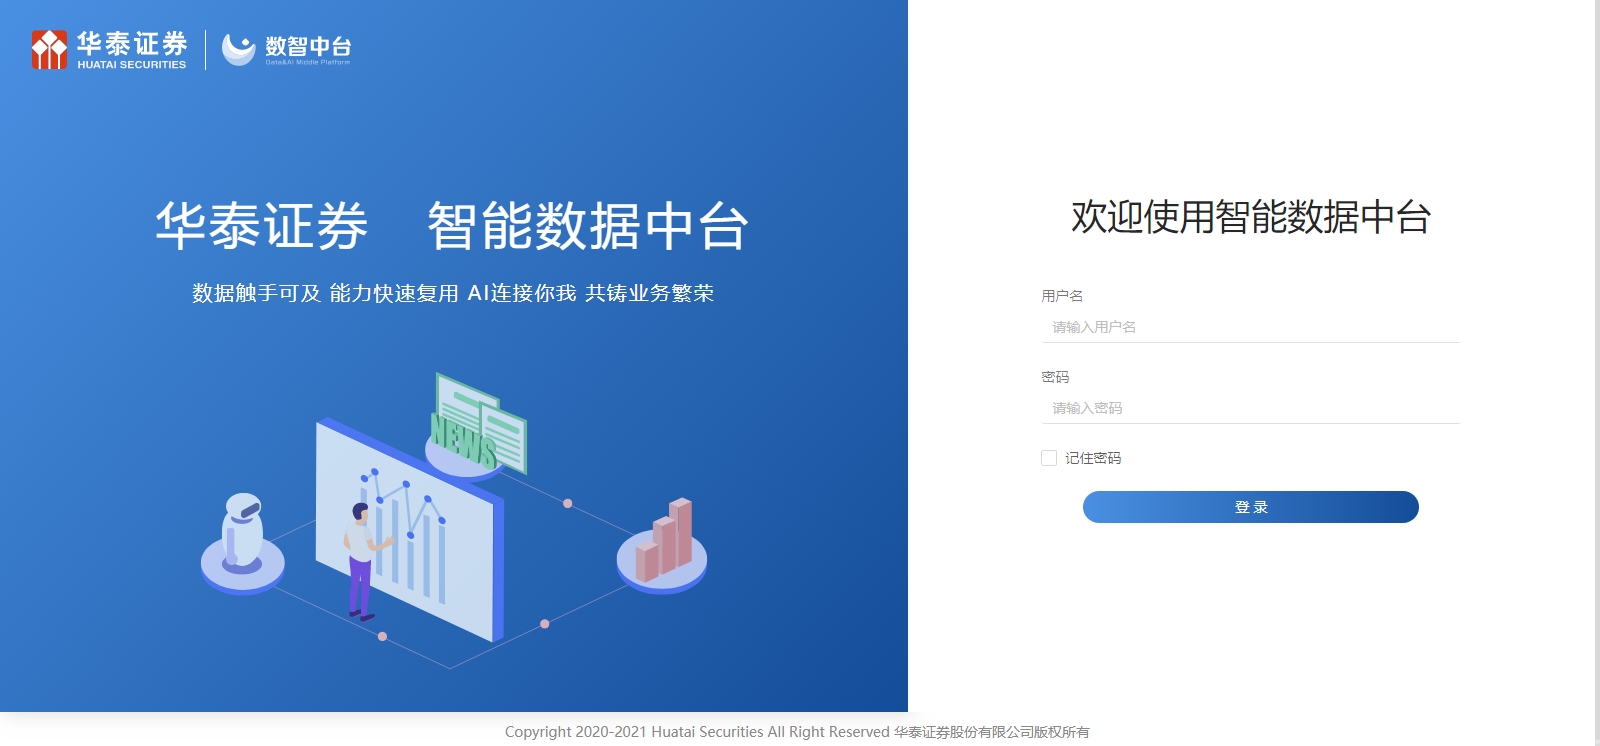 华泰证券
HUATAI SECURITIES
数智中台
Data&AI Middle Platform
华泰证券 智能数据中台
数据触手可及 能力快速复用 AI连接你我 共铸业务繁荣
NEWS
欢迎使用智能数据中台
用户名
请输入用户名
密码
请输入密码
记住密码
登录
Copyright 2020-2021 Huatai Securities All Right Reserved 华泰证券股份有限公司版权所有